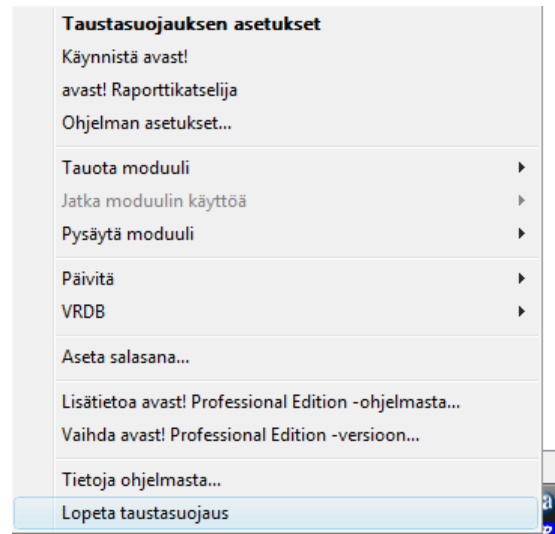 Taustasuojauksen asetukset
Käynnistä avast!
avast! Raporttikatselija
Ohjelman asetukset...
Tauota moduuli
Jatka moduulin käyttöä
Pysäytä moduuli
Päivitä
VRDB
Aseta salasana...
Lisätietoa avast! Professional Edition -ohjelmasta...
Vaihda avast! Professional Edition -versioon...
Tietoja ohjelmasta...
Lopeta taustasuojaus